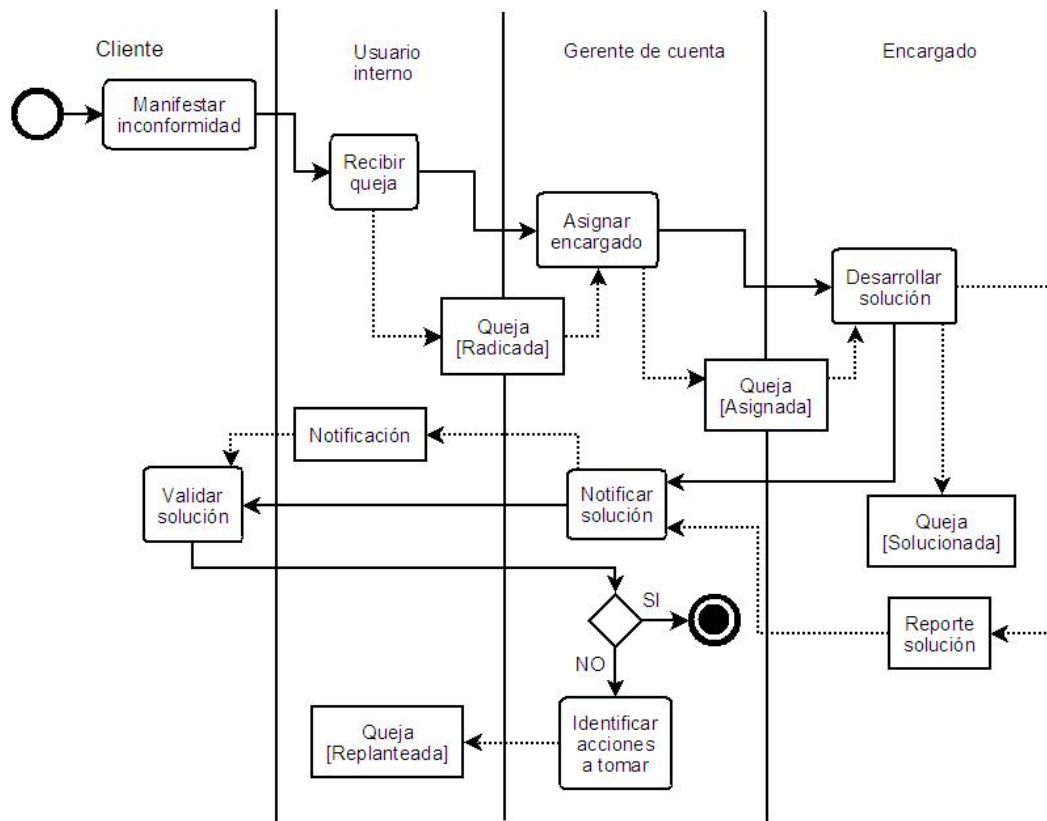 Cliente
Usuario
interno
Gerente de cuenta
Encargado
Manifestar
inconformidad
Recibir
queja
Asignar
encargado
Desarrollar
solución
Queja
[Radicada]
Queja
[Asignada]
Notificación
Validar
solución
Notificar
solución
Queja
[Solucionada]
SI
Reporte
solución
NO
Queja
[Replanteada]
Identificar
acciones
a tomar